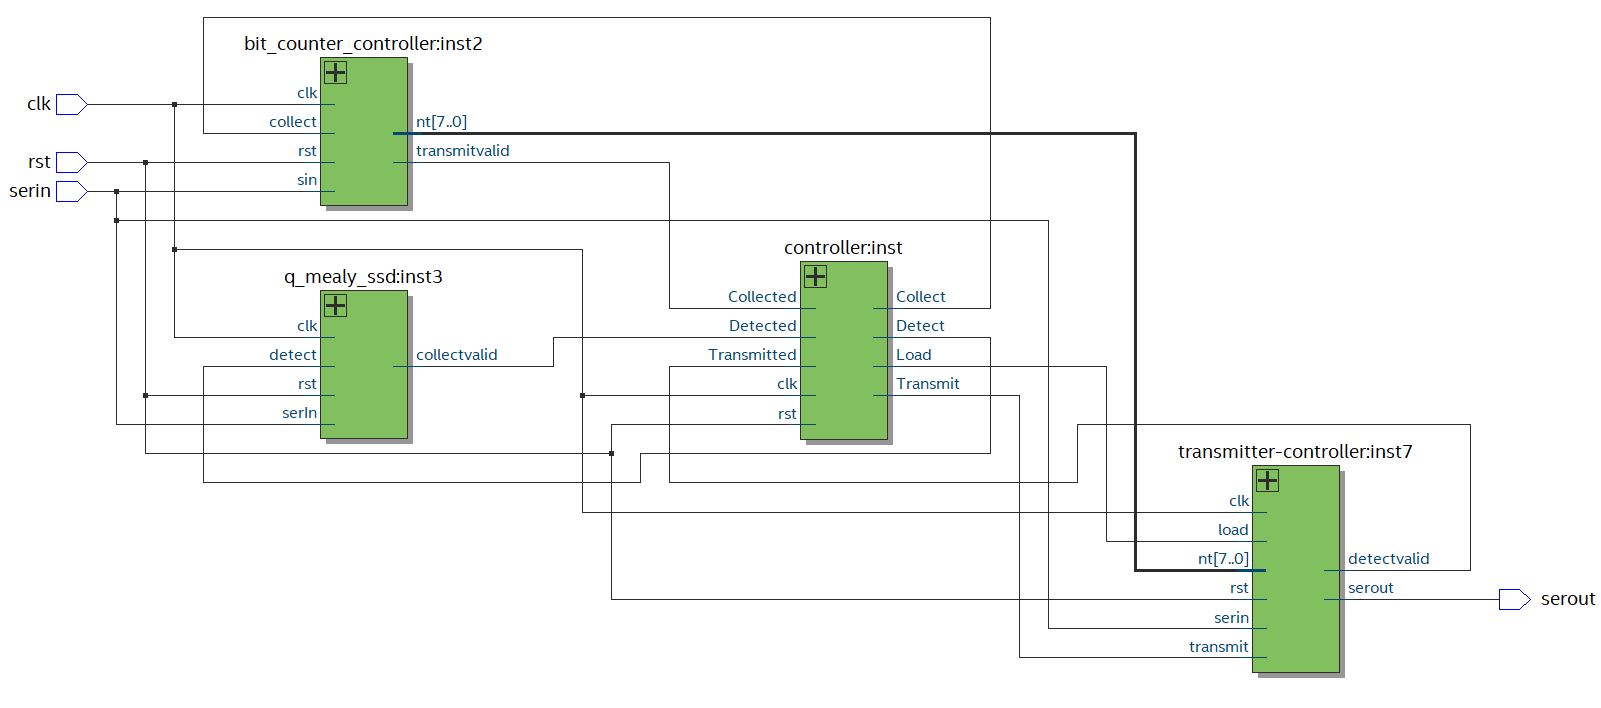 bit_counter_controller:inst2
clk
rst
serin
clk
collect
rst
sin
nt[7..0]
transmitvalid
q_mealy_ssd:inst3
clk
detect
rst
serIn
collectvalid
controller:inst
Collected
Detected
Transmitted
clk
rst
Collect
Detect
Load
Transmit
transmitter-controller:inst7
clk
load
nt[7..0]
rst
serin
transmit
detectvalid
serout
serout